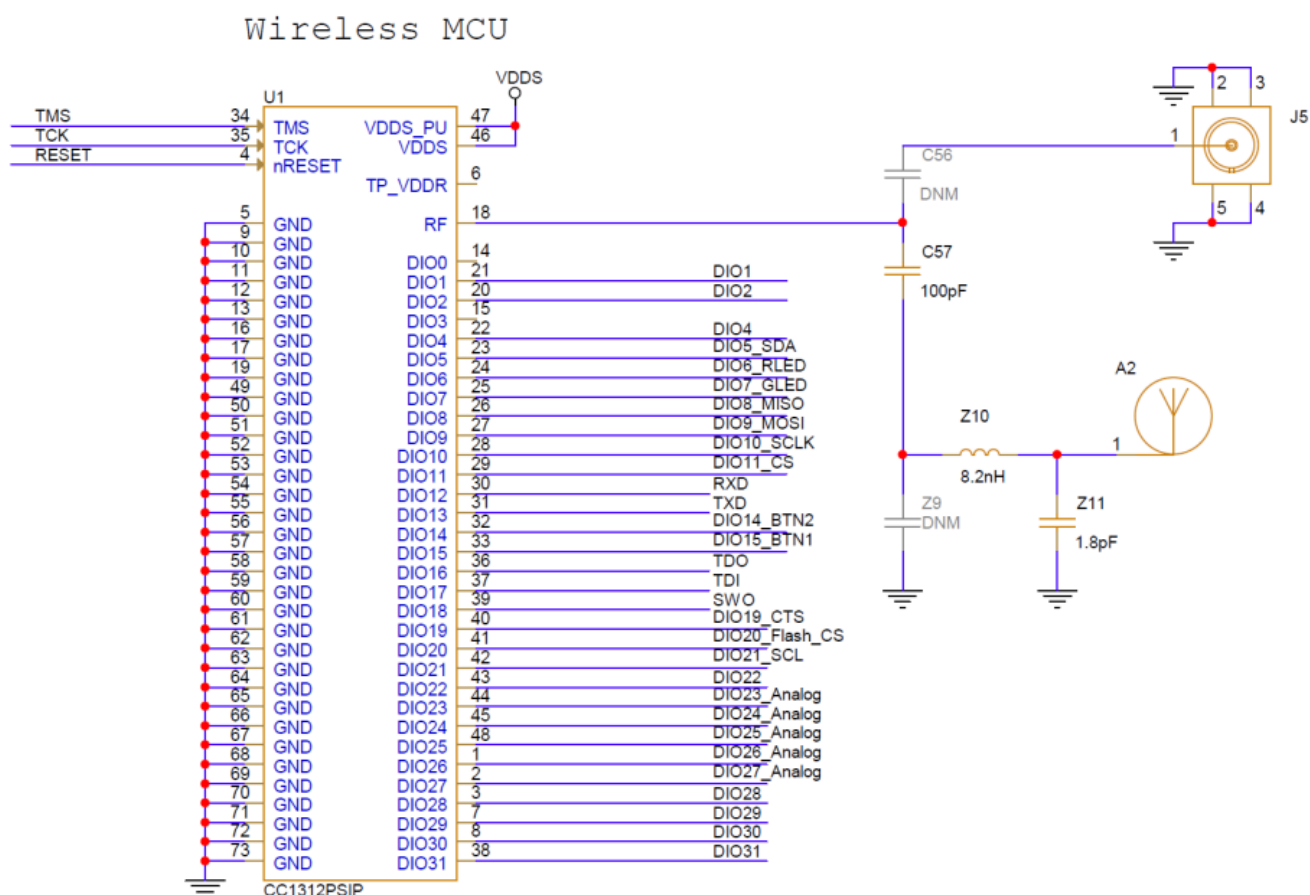 Wireless MCU
VDDS
U1
TMS 34 TMS VDDS_PU 47
TCK 35 TCK VDDS 46
RESET 4 nRESET
TP_VDDR 6
5 GND RF 18
9 GND
10 GND DIO0 14
11 GND DIO1 21 DIO1
12 GND DIO2 20 DIO2
13 GND DIO3 15
16 GND DIO4 22 DIO4
17 GND DIO5 23 DIO5_SDA
19 GND DIO6 24 DIO6_RLED
49 GND DIO7 25 DIO7_GLED
50 GND DIO8 26 DIO8_MISO
51 GND DIO9 27 DIO9_MOSI
52 GND DIO10 28 DIO10_SCLK
53 GND DIO11 29 DIO11_CS
54 GND DIO12 30 RXD
55 GND DIO13 31 TXD
56 GND DIO14 32 DIO14_BTN2
57 GND DIO15 33 DIO15_BTN1
58 GND DIO16 36 TDO
59 GND DIO17 37 TDI
60 GND DIO18 39 SWO
61 GND DIO19 40 DIO19_CTS
62 GND DIO20 41 DIO20_Flash_CS
63 GND DIO21 42 DIO21_SCL
64 GND DIO22 43 DIO22
65 GND DIO23 44 DIO23_Analog
66 GND DIO24 45 DIO24_Analog
67 GND DIO25 48 DIO25_Analog
68 GND DIO26 1 DIO26_Analog
69 GND DIO27 2 DIO27_Analog
70 GND DIO28 3 DIO28
71 GND DIO29 7 DIO29
72 GND DIO30 8 DIO30
73 GND DIO31 38 DIO31
CC1312PSIP
2 3
J5
1
5 4
C56
DNM
C57
100pF
A2
1
Z10
8.2nH
Z9
DNM
Z11
1.8pF